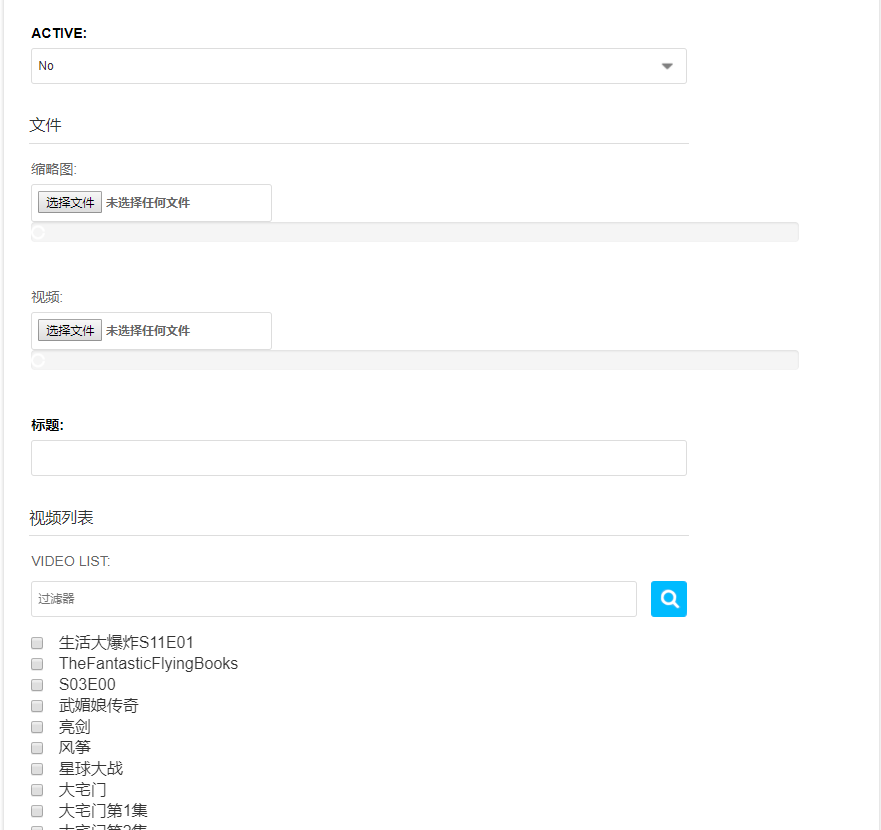 ACTIVE:
No
文件
缩略图:
选择文件 未选择任何文件
视频:
选择文件 未选择任何文件
标题:
视频列表
VIDEO LIST:
过滤器
生活大爆炸S11E01
TheFantasticFlyingBooks
S03E00
武媚娘传奇
亮剑
风筝
星球大战
大宅门
大宅门第1集